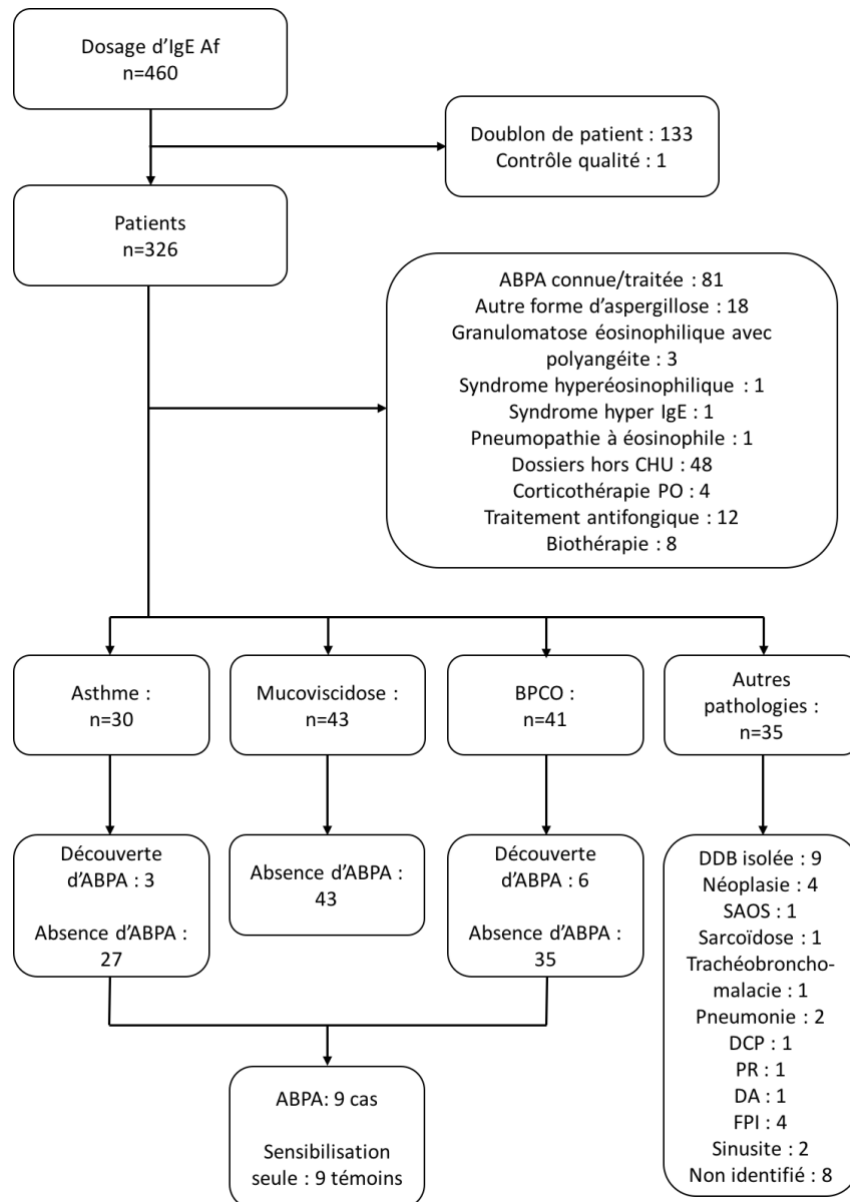 Dosage d'IgE Af
n=460
Doublon de patient : 133
Contrôle qualité : 1
Patients
n=326
ABPA connue/traitée : 81
Autre forme d'aspergillose : 18
Granulomatose éosinophilique avec
polyangéite : 3
Syndrome hyperéosinophilique : 1
Syndrome hyper IgE : 1
Pneumopathie à éosinophile : 1
Dossiers hors CHU : 48
Corticothérapie PO : 4
Traitement antifongique : 12
Biothérapie : 8
Asthme :
n=30
Mucoviscidose :
n=43
BPCO :
n=41
Autres
pathologies :
n=35
Découverte
d'ABPA : 3
Absence d'ABPA :
27
Absence d'ABPA :
43
Découverte
d'ABPA : 6
Absence d'ABPA :
35
DDB isolée : 9
Néoplasie : 4
SAOS : 1
Sarcoïdose : 1
Trachéobroncho-
malacie : 1
Pneumonie : 2
DCP : 1
PR : 1
DA : 1
FPI : 4
Sinusite : 2
Non identifié : 8
ABPA: 9 cas
Sensibilisation
seule : 9 témoins